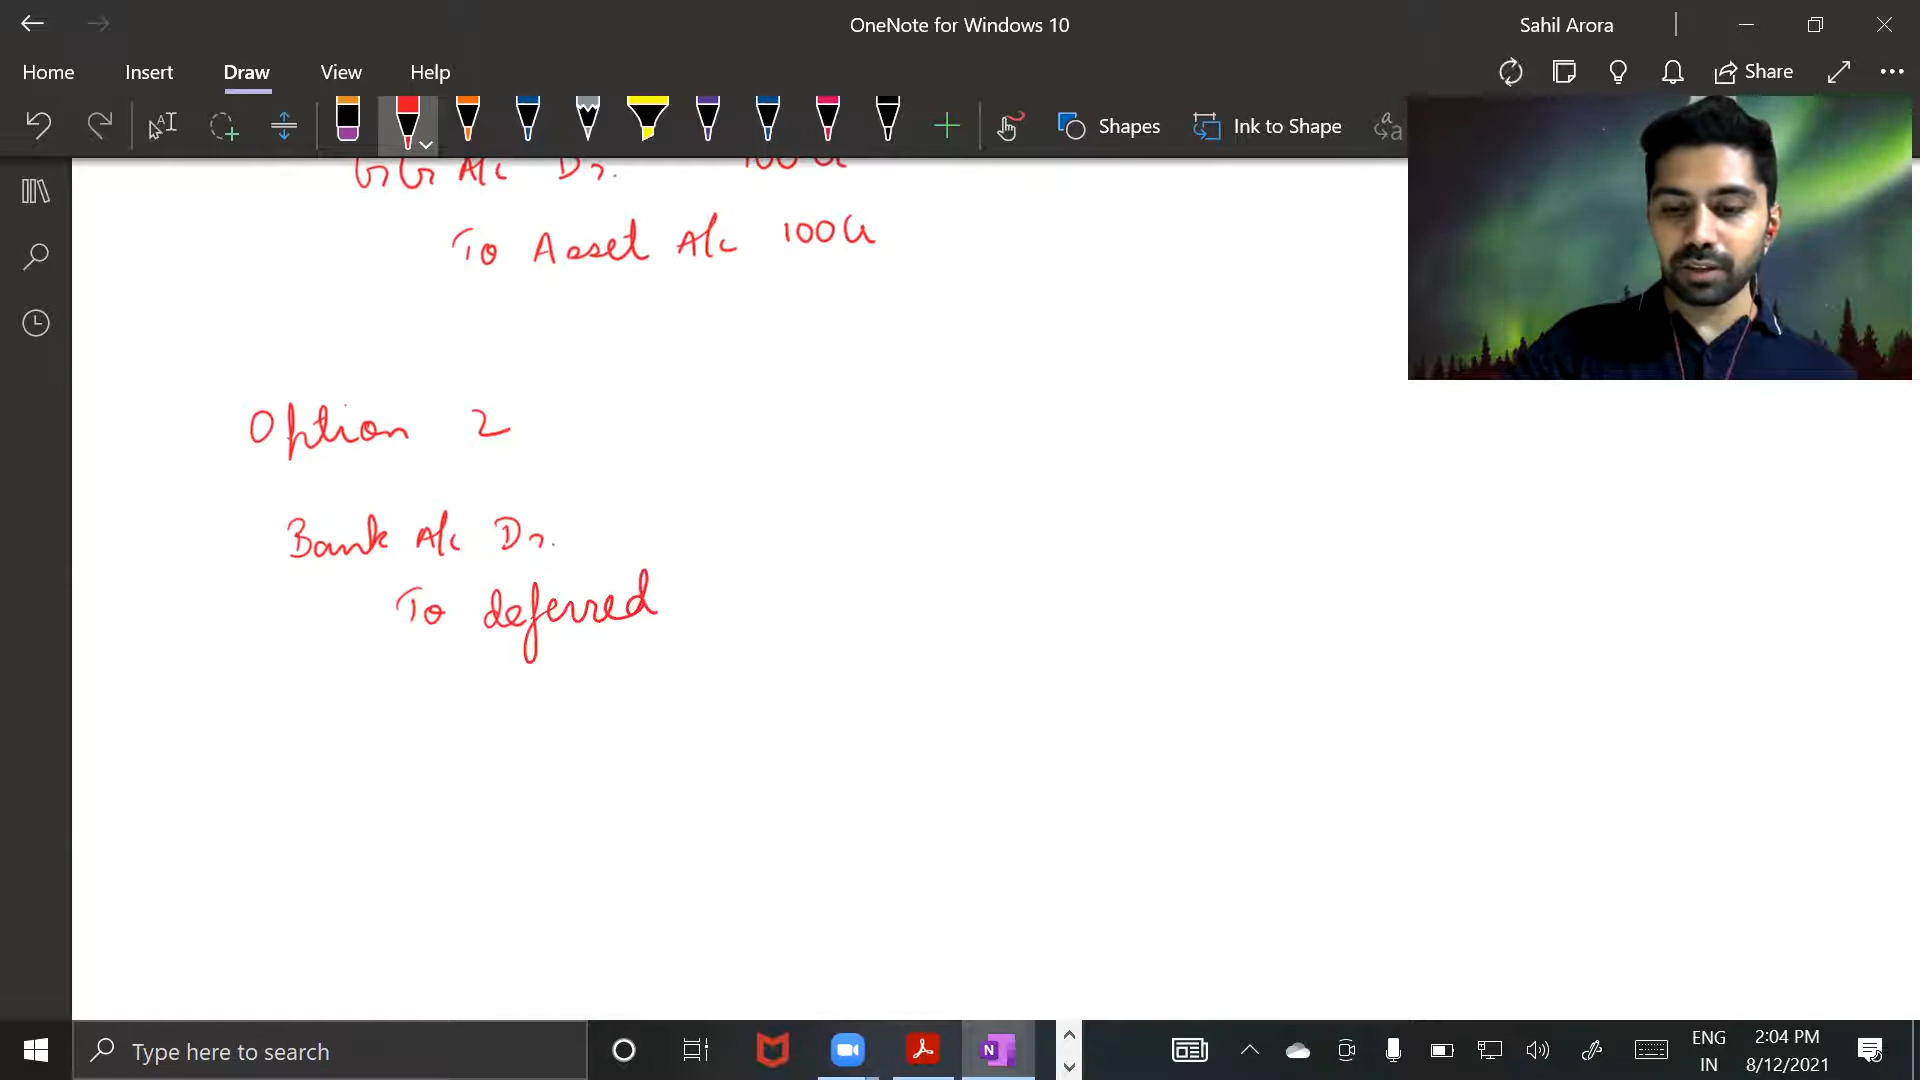 OneNote for Windows 10
Sahil Arora
Home Insert Draw View Help
Share
Shapes
Ink to Shape
A/c Dr.
To Asset A/c 100
Option 2
Bank A/c Dr.
To deferred
Type here to search
ENG
IN
2:04 PM
8/12/2021